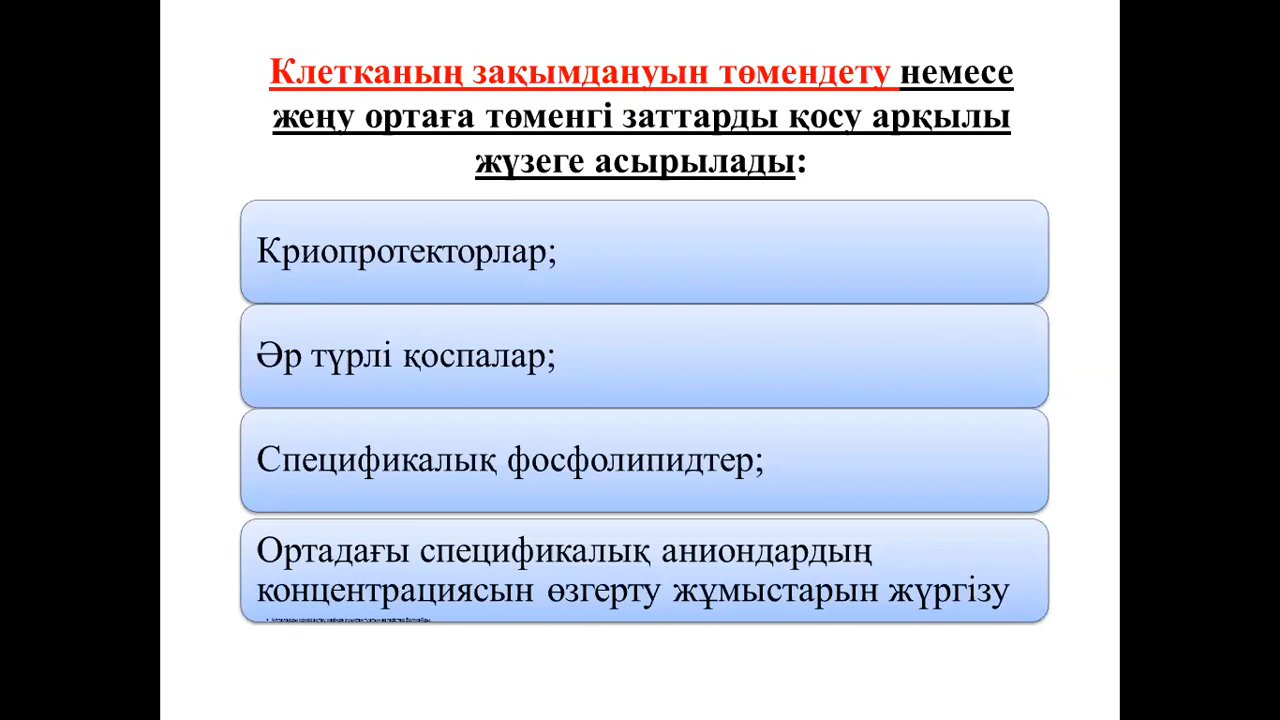 Клетканың зақымдануын төмендету немесе
жеңу ортаға төменгі заттарды қосу арқылы
жүзеге асырылады:
Криопротекторлар;
Әр түрлі қоспалар;
Спецификалық фосфолипидтер;
Ортадағы спецификалық аниондардың
концентрациясын өзгерту жұмыстарын жүргізу